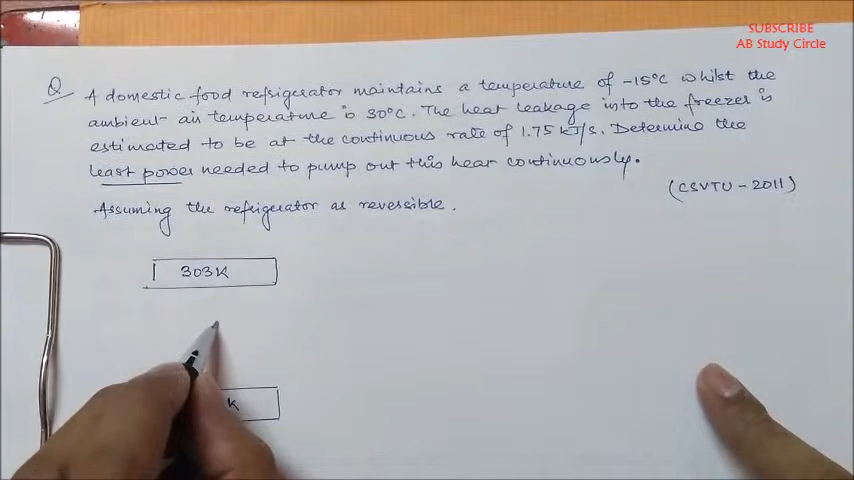 SUBSCRIBE
AB Study Circle
Q A domestic food refrigerator maintains a temperature of -15°C whilst the
ambient air temperature is 30°C. The heat leakage into the freezer is
estimated to be at the continuous rate of 1.75 kJ/s. Determine the
least power needed to pump out this heat continuously.
(CSVTU - 2011)
Assuming the refrigerator as reversible.
303K
K